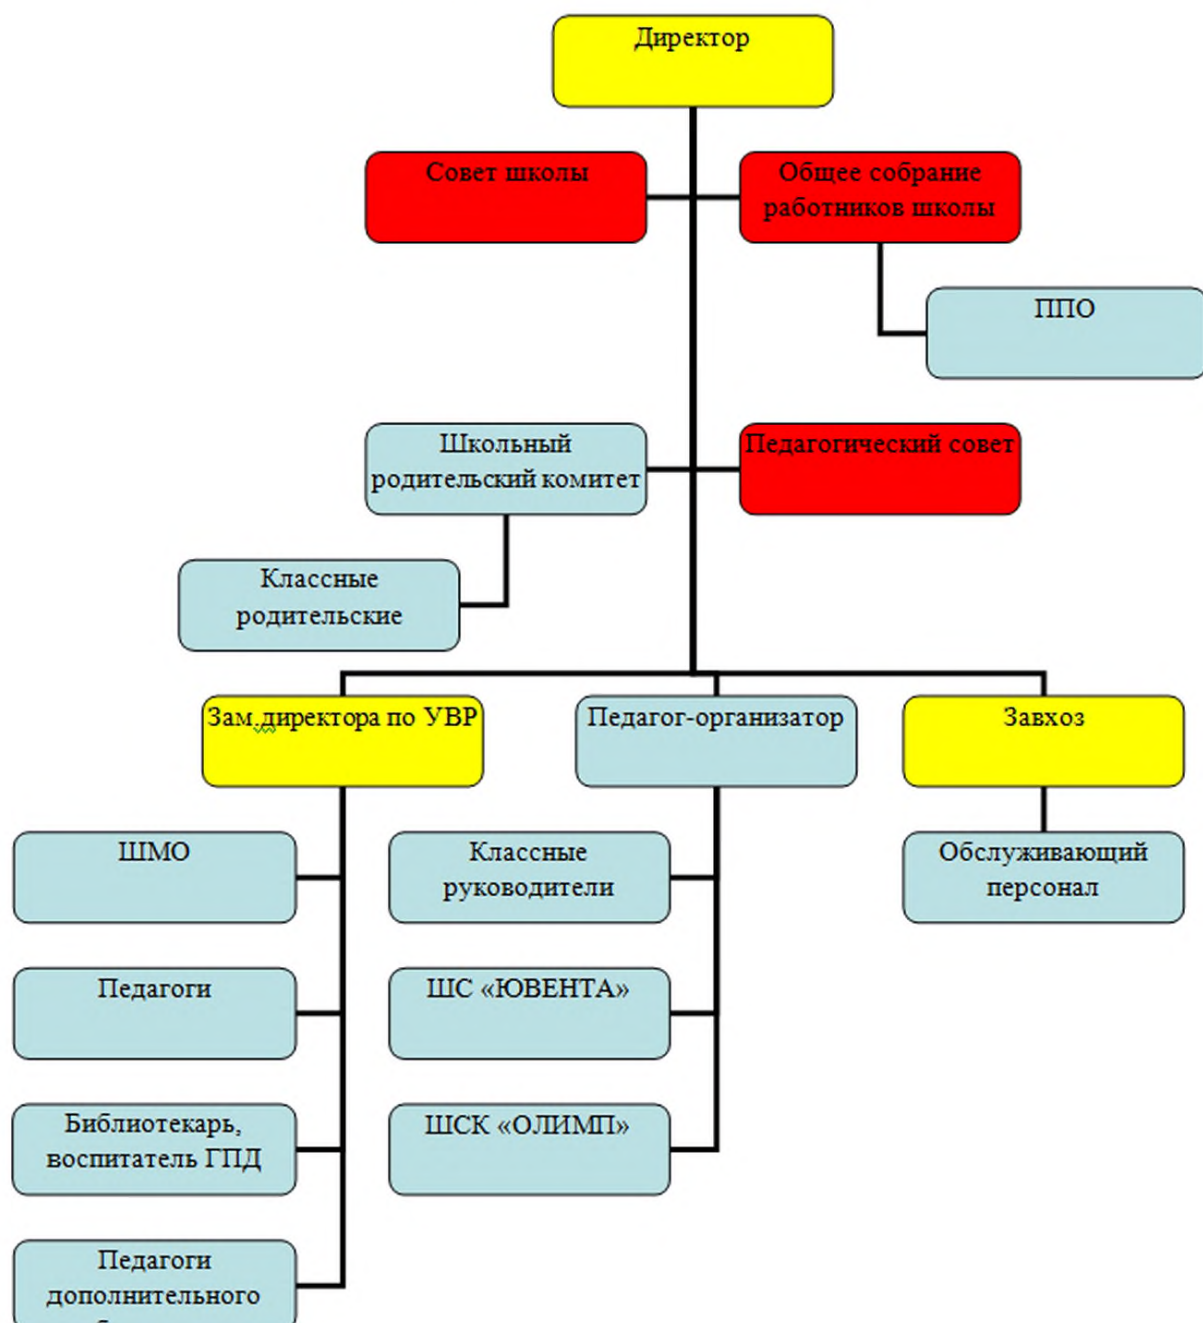 Директор
Совет школы
Общее собрание
работников школы
ППО
Школьный
родительский комитет
Педагогический совет
Классные
родительские
Зам.директора по УВР
Педагог-организатор
Завхоз
ШМО
Классные
руководители
Обслуживающий
персонал
Педагоги
ШС «ЮВЕНТА»
Библиотекарь,
воспитатель ГПД
ШСК «ОЛИМП»
Педагоги
дополнительного